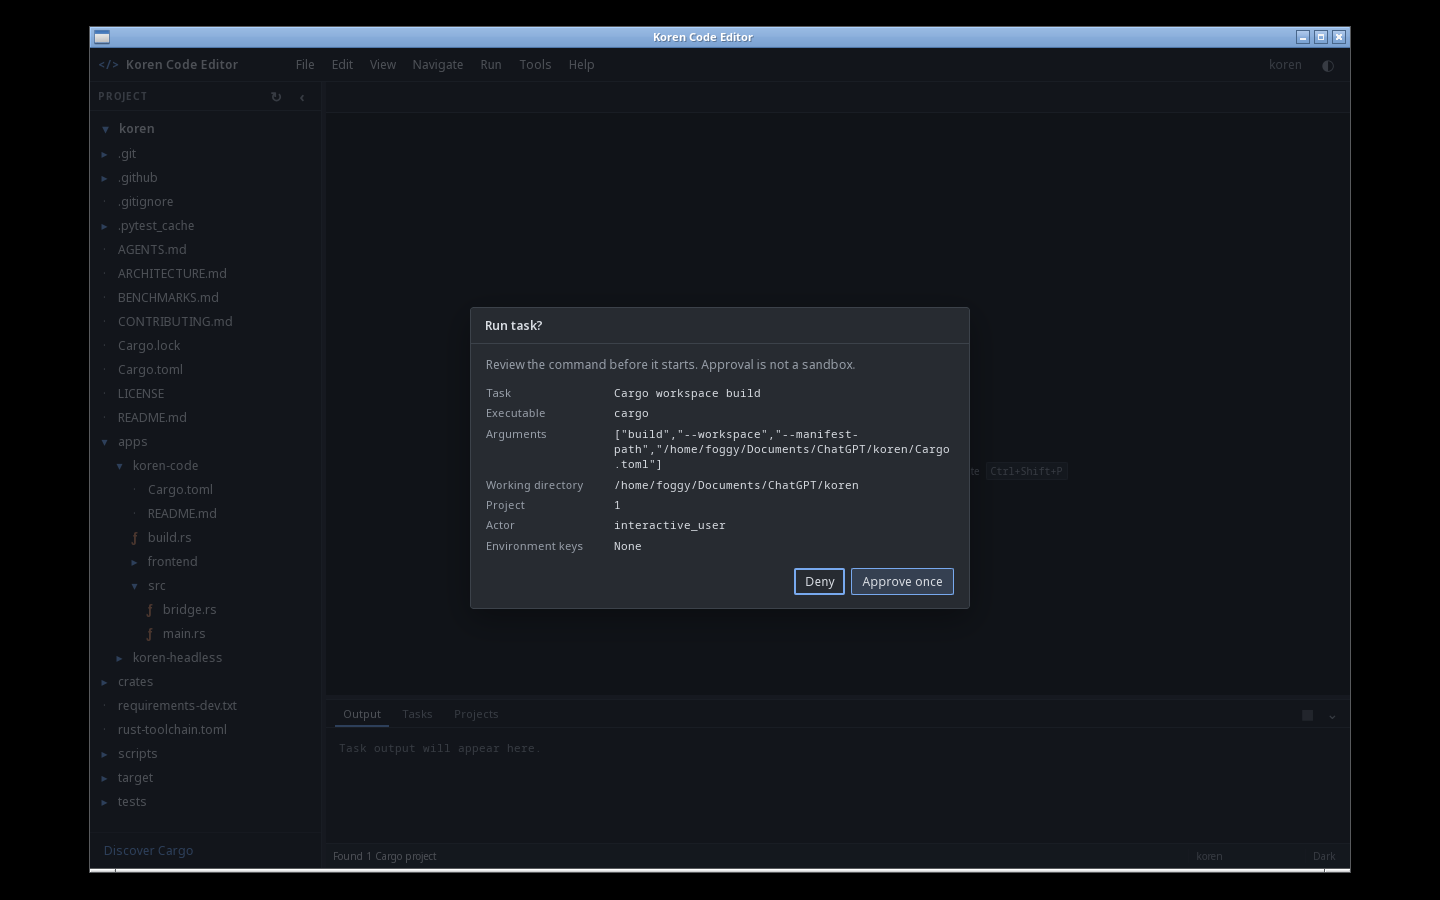 Koren Code Editor
</> Koren Code Editor File Edit View Navigate Run Tools Help koren
PROJECT
koren
.git
.github
.gitignore
.pytest_cache
AGENTS.md
ARCHITECTURE.md
BENCHMARKS.md
CONTRIBUTING.md
Cargo.lock
Cargo.toml
LICENSE
README.md
apps
koren-code
Cargo.toml
README.md
build.rs
frontend
src
bridge.rs
main.rs
koren-headless
crates
requirements-dev.txt
rust-toolchain.toml
scripts
target
tests
Discover Cargo
Run task?
Review the command before it starts. Approval is not a sandbox.
Task Cargo workspace build
Executable cargo
Arguments ["build","--workspace","--manifest-
path","/home/foggy/Documents/ChatGPT/koren/Cargo
.toml"]
Working directory /home/foggy/Documents/ChatGPT/koren
Project 1
Actor interactive_user
Environment keys None
Deny Approve once
te Ctrl+Shift+P
Output Tasks Projects
Task output will appear here.
Found 1 Cargo project koren Dark